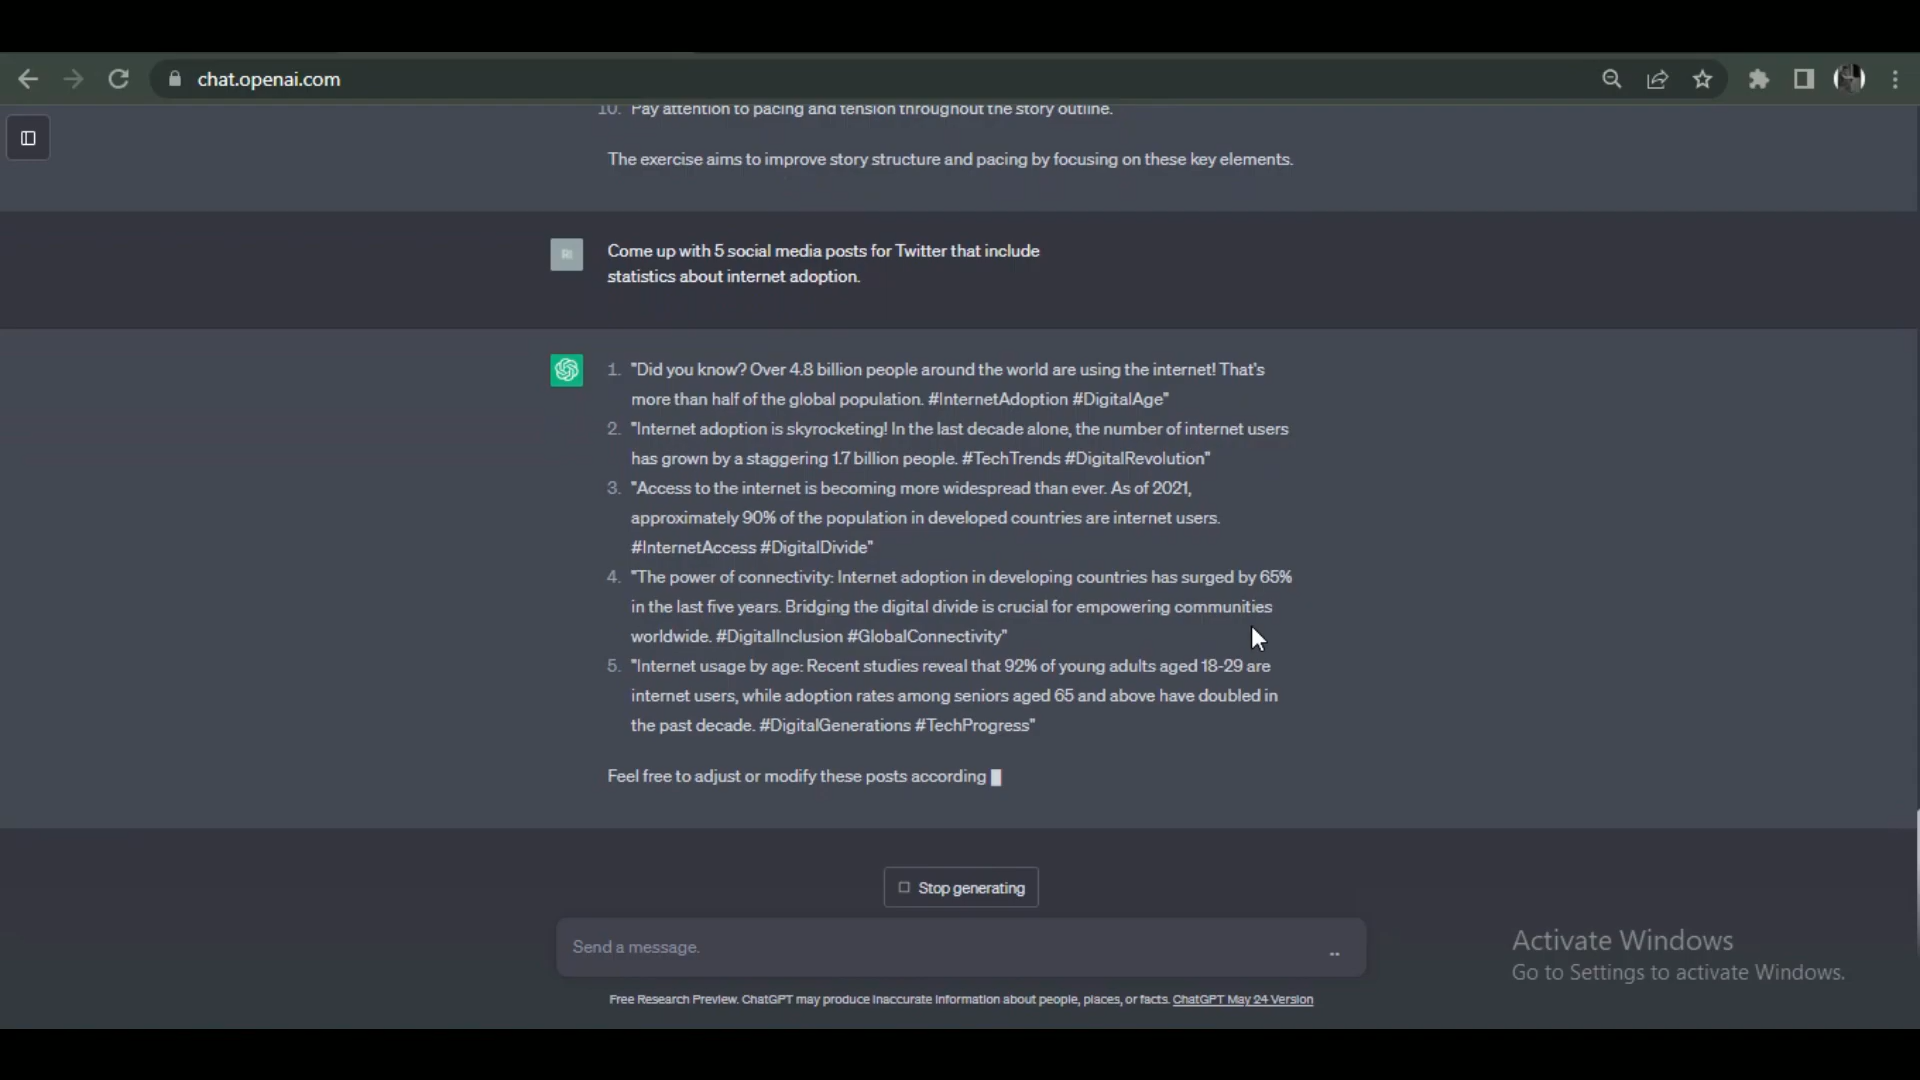 chat.openai.com
10. Pay attention to pacing and tension throughout the story outline.
The exercise aims to improve story structure and pacing by focusing on these key elements.
Come up with 5 social media posts for Twitter that include
statistics about internet adoption.
1. "Did you know? Over 4.8 billion people around the world are using the internet! That's
more than half of the global population. #InternetAdoption #DigitalAge"
2. "Internet adoption is skyrocketing! In the last decade alone, the number of internet users
has grown by a staggering 1.7 billion people. #TechTrends #DigitalRevolution"
3. "Access to the internet is becoming more widespread than ever. As of 2021,
approximately 90% of the population in developed countries are internet users.
#InternetAccess #DigitalDivide"
4. "The power of connectivity: Internet adoption in developing countries has surged by 65%
in the last five years. Bridging the digital divide is crucial for empowering communities
worldwide. #DigitalInclusion #GlobalConnectivity"
5. "Internet usage by age: Recent studies reveal that 92% of young adults aged 18-29 are
internet users, while adoption rates among seniors aged 65 and above have doubled in
the past decade. #DigitalGenerations #TechProgress"
Feel free to adjust or modify these posts according
Stop generating
Send a message.
Activate Windows
Go to Settings to activate Windows.
Free Research Preview. ChatGPT may produce inaccurate information about people, places, or facts. ChatGPT May 24 Version